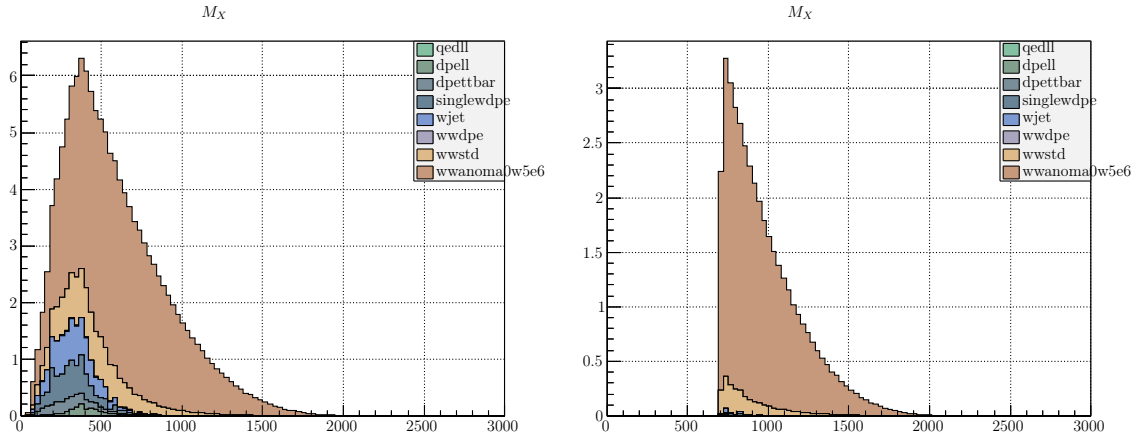 M_X
qedll
dpell
dpettbar
singlewdpe
wjet
wwdpe
wwstd
wwanoma0w5e6
6
5
4
3
2
1
0
0 500 1000 1500 2000 2500 3000
M_X
qedll
dpell
dpettbar
singlewdpe
wjet
wwdpe
wwstd
wwanoma0w5e6
3
2.5
2
1.5
1
0.5
0
0 500 1000 1500 2000 2500 3000